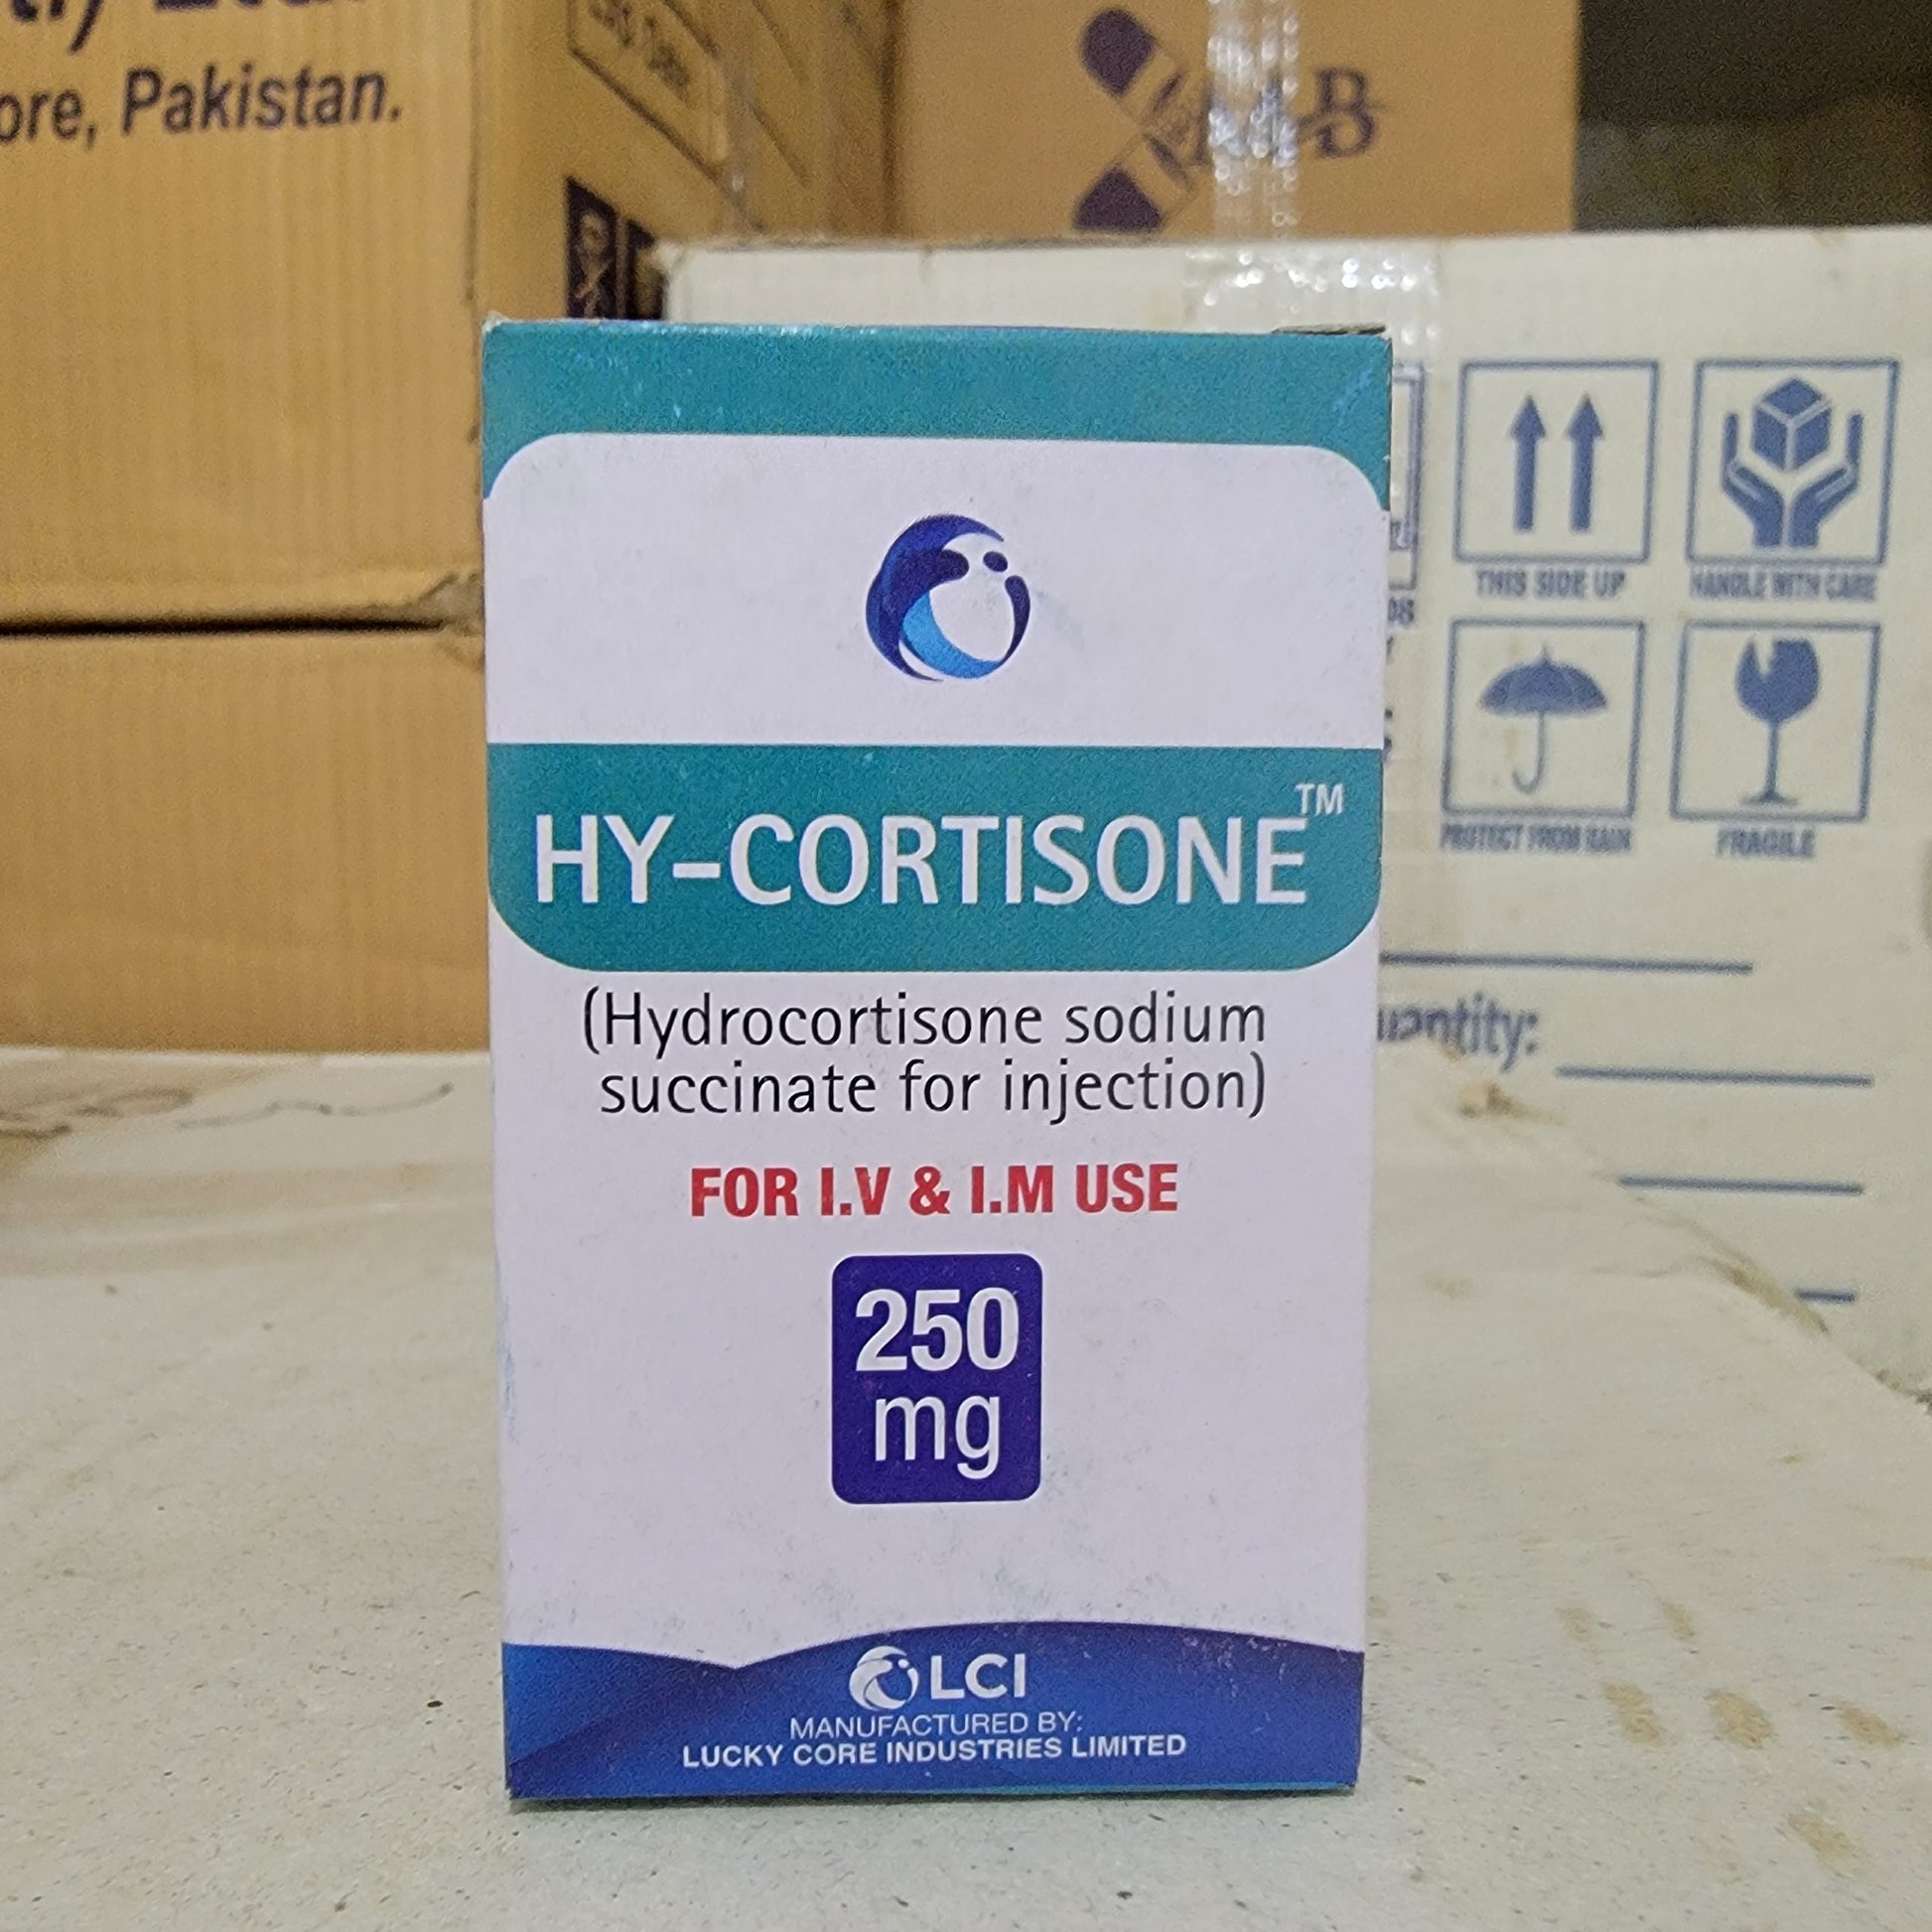 ore, Pakistan.
THIS SIDE UP
HANDLE WITH CARE
PROTECT FROM RAIN
FRAGILE
HY-CORTISONE™
(Hydrocortisone sodium
succinate for injection)
FOR I.V & I.M USE
250
mg
LCI
MANUFACTURED BY:
LUCKY CORE INDUSTRIES LIMITED
uantity: